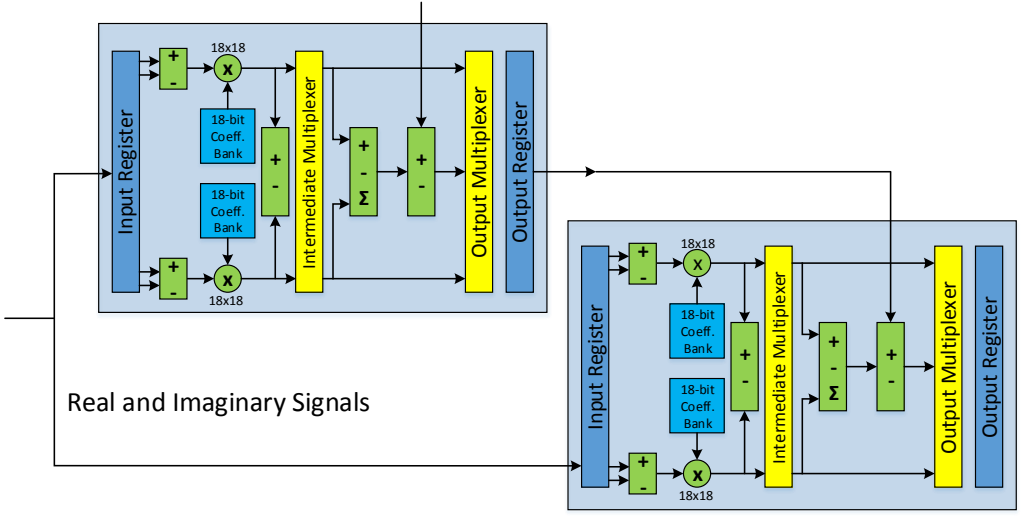 18x18
+
-
x
Input Register
18-bit
Coeff.
Bank
+
-
Intermediate Multiplexer
+
-
Σ
+
-
Output Multiplexer
Output Register
18-bit
Coeff.
Bank
+
-
x
18x18
18x18
+
-
x
Input Register
18-bit
Coeff.
Bank
+
-
Intermediate Multiplexer
+
-
Σ
+
-
Output Multiplexer
Output Register
Real and Imaginary Signals
18-bit
Coeff.
Bank
+
-
x
18x18